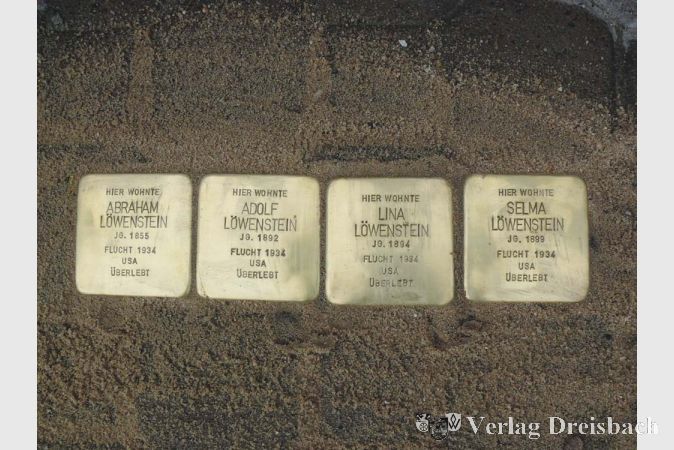 HIER WOHNTE
ABRAHAM
LÖWENSTEIN
JG. 1855
FLUCHT 1934
USA
ÜBERLEBT
HIER WOHNTE
ADOLF
LÖWENSTEIN
JG. 1892
FLUCHT 1934
USA
ÜBERLEBT
HIER WOHNTE
LINA
LÖWENSTEIN
JG. 1894
FLUCHT 1934
USA
ÜBERLEBT
HIER WOHNTE
SELMA
LÖWENSTEIN
JG. 1899
FLUCHT 1934
USA
ÜBERLEBT
Verlag Dreisbach